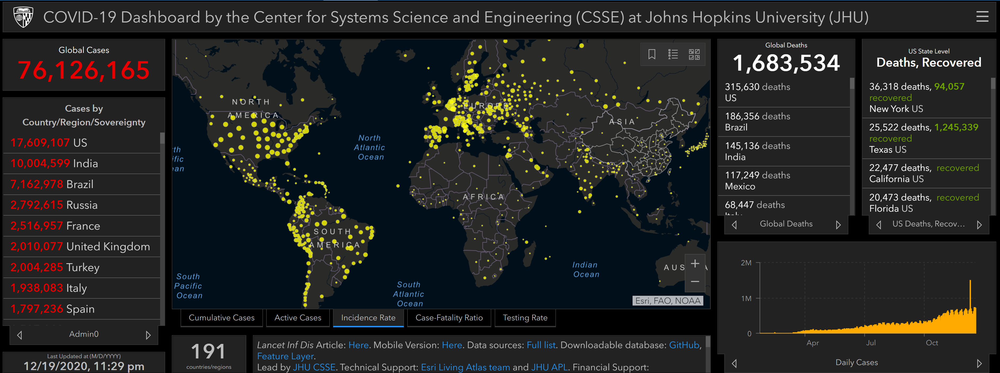 COVID-19 Dashboard by the Center for Systems Science and Engineering (CSSE) at Johns Hopkins University (JHU)
Global Cases
76,126,165
Cases by
Country/Region/Sovereignty
17,609,107 US
10,004,599 India
7,162,978 Brazil
2,792,615 Russia
2,516,957 France
2,010,077 United Kingdom
2,004,285 Turkey
1,938,083 Italy
1,797,236 Spain
Admin0
Last Updated at (M/D/YYYY)
12/19/2020, 11:29 pm
NORTH
AMERICA
EUROPE
ASIA
North
Atlantic
Ocean
th
ific
an
AFRICA
SOUTH
AMERICA
Indian
Ocean
AUS A
South
Pacific
Ocean
South
Atlantic
Ocean
+
−
Esri, FAO, NOAA
Cumulative Cases
Active Cases
Incidence Rate
Case-Fatality Ratio
Testing Rate
191
countries/regions
Lancet Inf Dis Article: Here. Mobile Version: Here. Data sources: Full list. Downloadable database: GitHub,
Feature Layer.
Lead by JHU CSSE. Technical Support: Esri Living Atlas team and JHU APL. Financial Support:
Global Deaths
1,683,534
315,630 deaths
US
186,356 deaths
Brazil
145,136 deaths
India
117,249 deaths
Mexico
68,447 deaths
Italy
Global Deaths
US State Level
Deaths, Recovered
36,318 deaths, 94,057
recovered
New York US
25,522 deaths, 1,245,339
recovered
Texas US
22,477 deaths, recovered
California US
20,473 deaths, recovered
Florida US
US Deaths, Recov...
2M
1M
0
Apr
Jul
Oct
Daily Cases